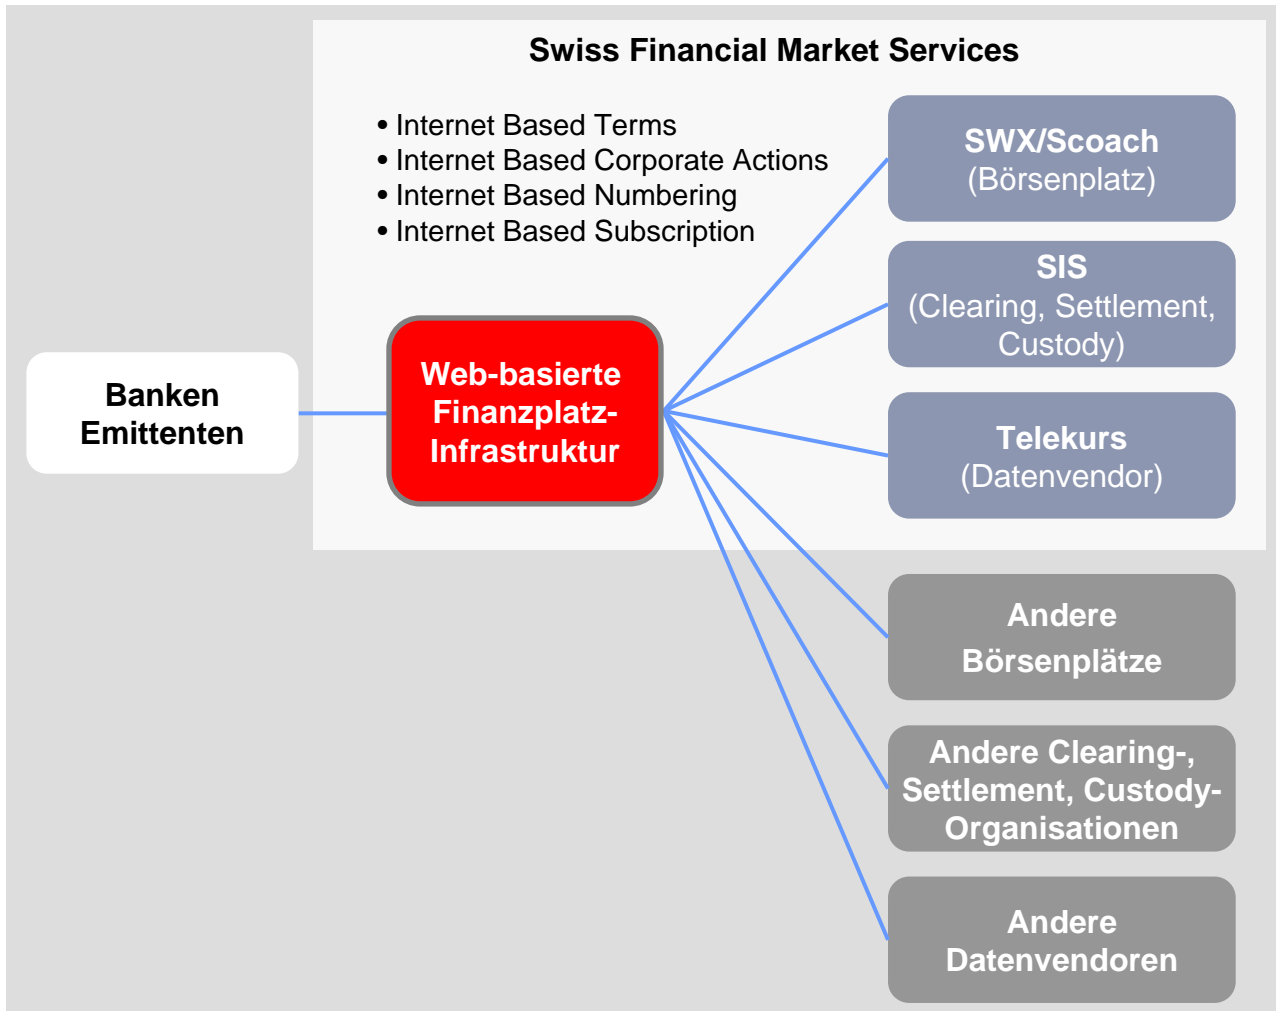 Swiss Financial Market Services
• Internet Based Terms
• Internet Based Corporate Actions
• Internet Based Numbering
• Internet Based Subscription
Banken
Emittenten
Web-basierte
Finanzplatz-
Infrastruktur
SWX/Scoach
(Börsenplatz)
SIS
(Clearing, Settlement,
Custody)
Telekurs
(Datenvendor)
Andere
Börsenplätze
Andere Clearing-,
Settlement, Custody-
Organisationen
Andere
Datenvendoren